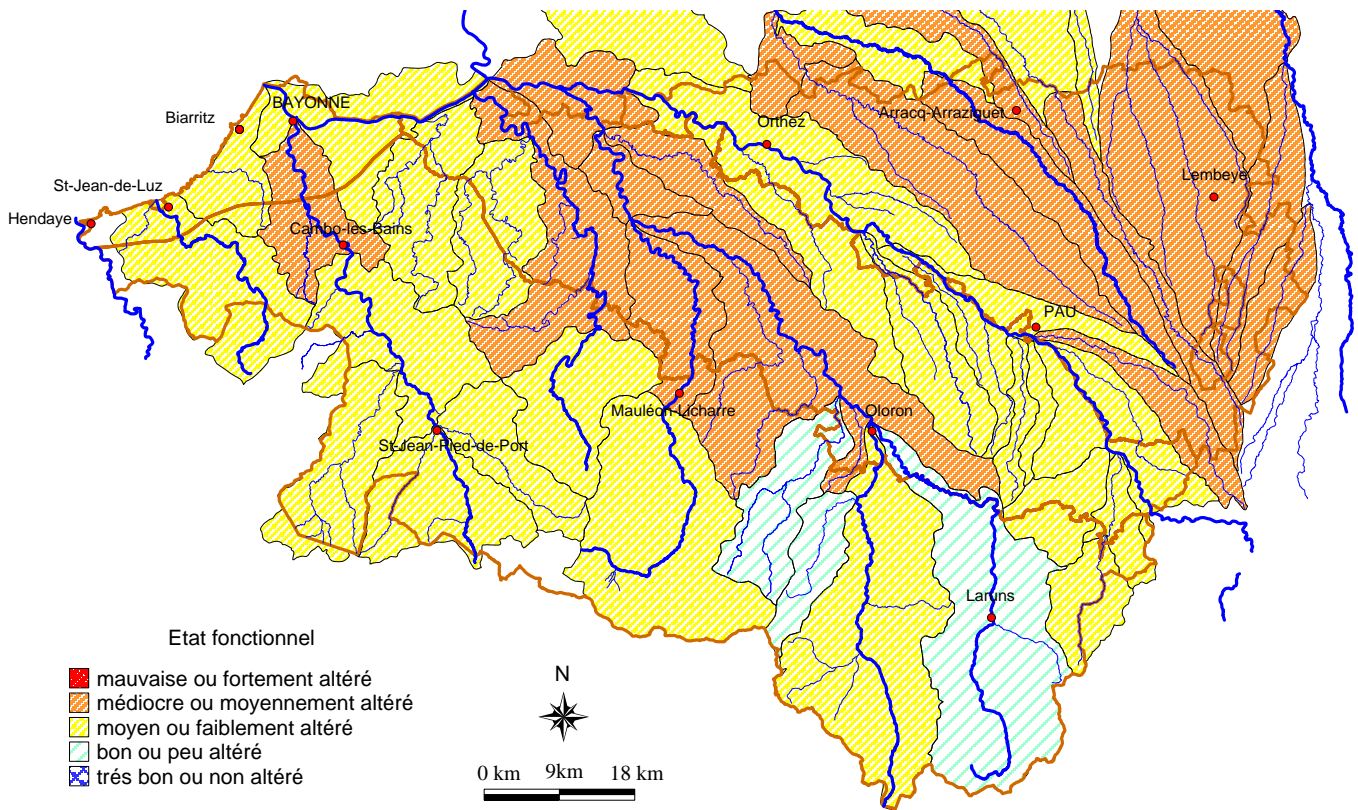 BAYONNE
Biarritz
Orthez
Arracq-Arraziguet
St-Jean-de-Luz
Lembeye
Hendaye
Cambo-les-Bains
PAU
Mauléon-Licharre
Oloron
St-Jean-Pied-de-Port
Laruns
Etat fonctionnel
mauvaise ou fortement altéré
médiocre ou moyennement altéré
moyen ou faiblement altéré
bon ou peu altéré
trés bon ou non altéré
N
0 km 9km 18 km